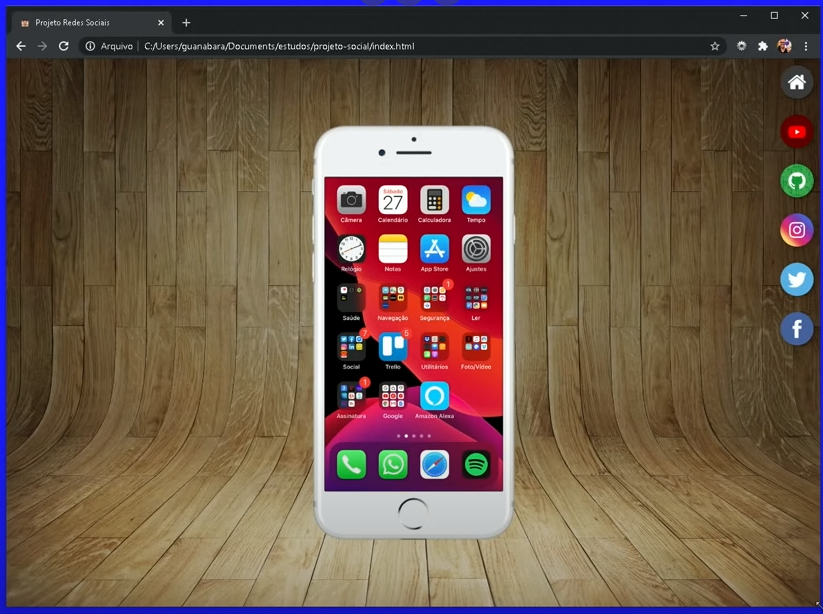 Projeto Redes Sociais
Arquivo | C:/Users/guanabara/Documents/estudos/projeto-social/index.html
Sábado
27
Câmera Calendário Calculadora Tempo
Relógio Notas App Store Ajustes
1
Saúde Navegação Segurança Ler
7 5
Social Trello Utilitários Foto/Vídeo
1
Assinatura Google Amazon Alexa